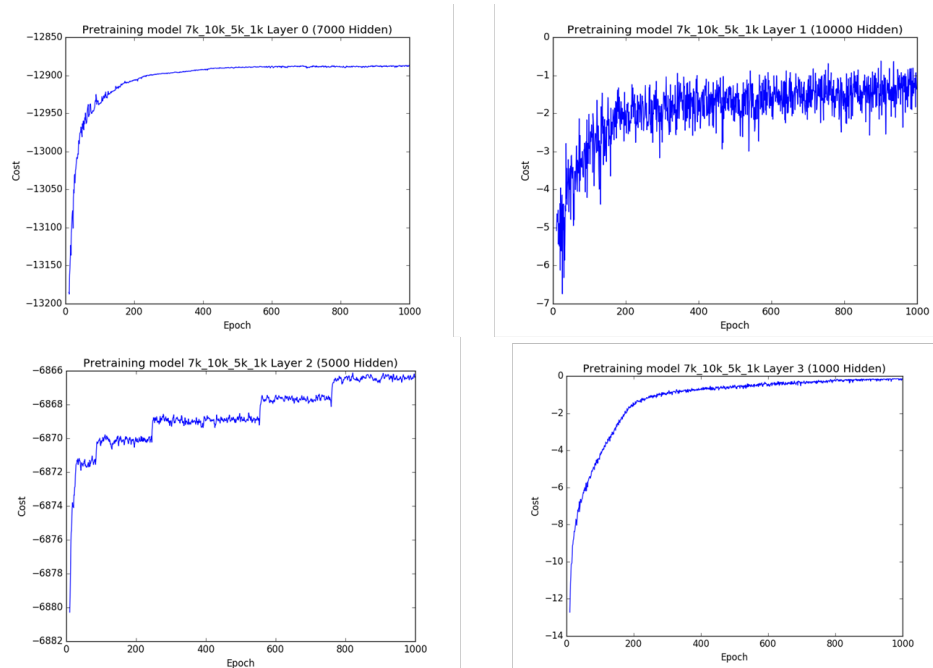 Pretraining model 7k_10k_5k_1k Layer 0 (7000 Hidden)
−12850
−12900
−12950
−13000
−13050
−13100
−13150
−13200
Cost
0 200 400 600 800 1000
Epoch
Pretraining model 7k_10k_5k_1k Layer 1 (10000 Hidden)
0
−1
−2
−3
−4
−5
−6
−7
Cost
0 200 400 600 800 1000
Epoch
Pretraining model 7k_10k_5k_1k Layer 2 (5000 Hidden)
−6866
−6868
−6870
−6872
−6874
−6876
−6878
−6880
−6882
Cost
0 200 400 600 800 1000
Epoch
Pretraining model 7k_10k_5k_1k Layer 3 (1000 Hidden)
0
−2
−4
−6
−8
−10
−12
−14
Cost
0 200 400 600 800 1000
Epoch